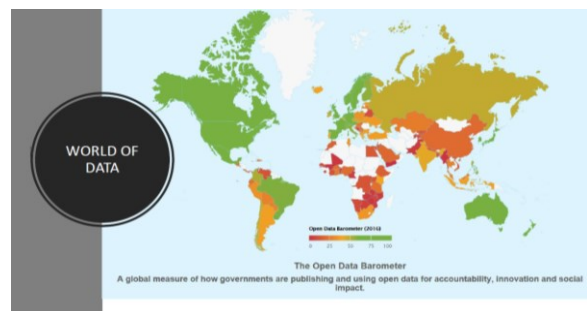 WORLD OF
DATA
Open Data Barometer (2016)
0 25 50 75 100
The Open Data Barometer
A global measure of how governments are publishing and using open data for accountability, innovation and social
impact.